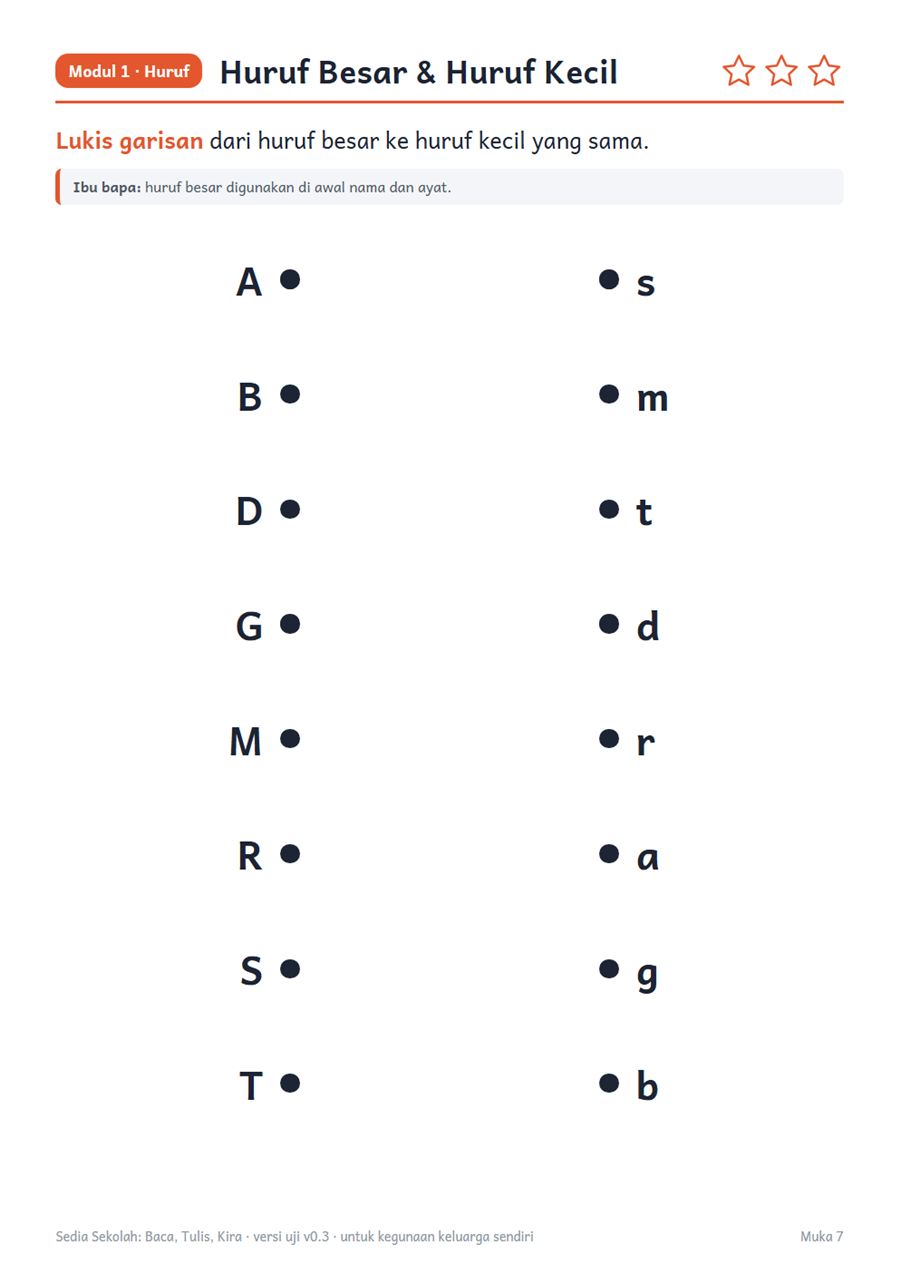 Modul 1 · Huruf Huruf Besar & Huruf Kecil
Lukis garisan dari huruf besar ke huruf kecil yang sama.
Ibu bapa: huruf besar digunakan di awal nama dan ayat.
A s
B m
D t
G d
M r
R a
S g
T b
Sedia Sekolah: Baca, Tulis, Kira · versi uji v0.3 · untuk kegunaan keluarga sendiri Muka 7